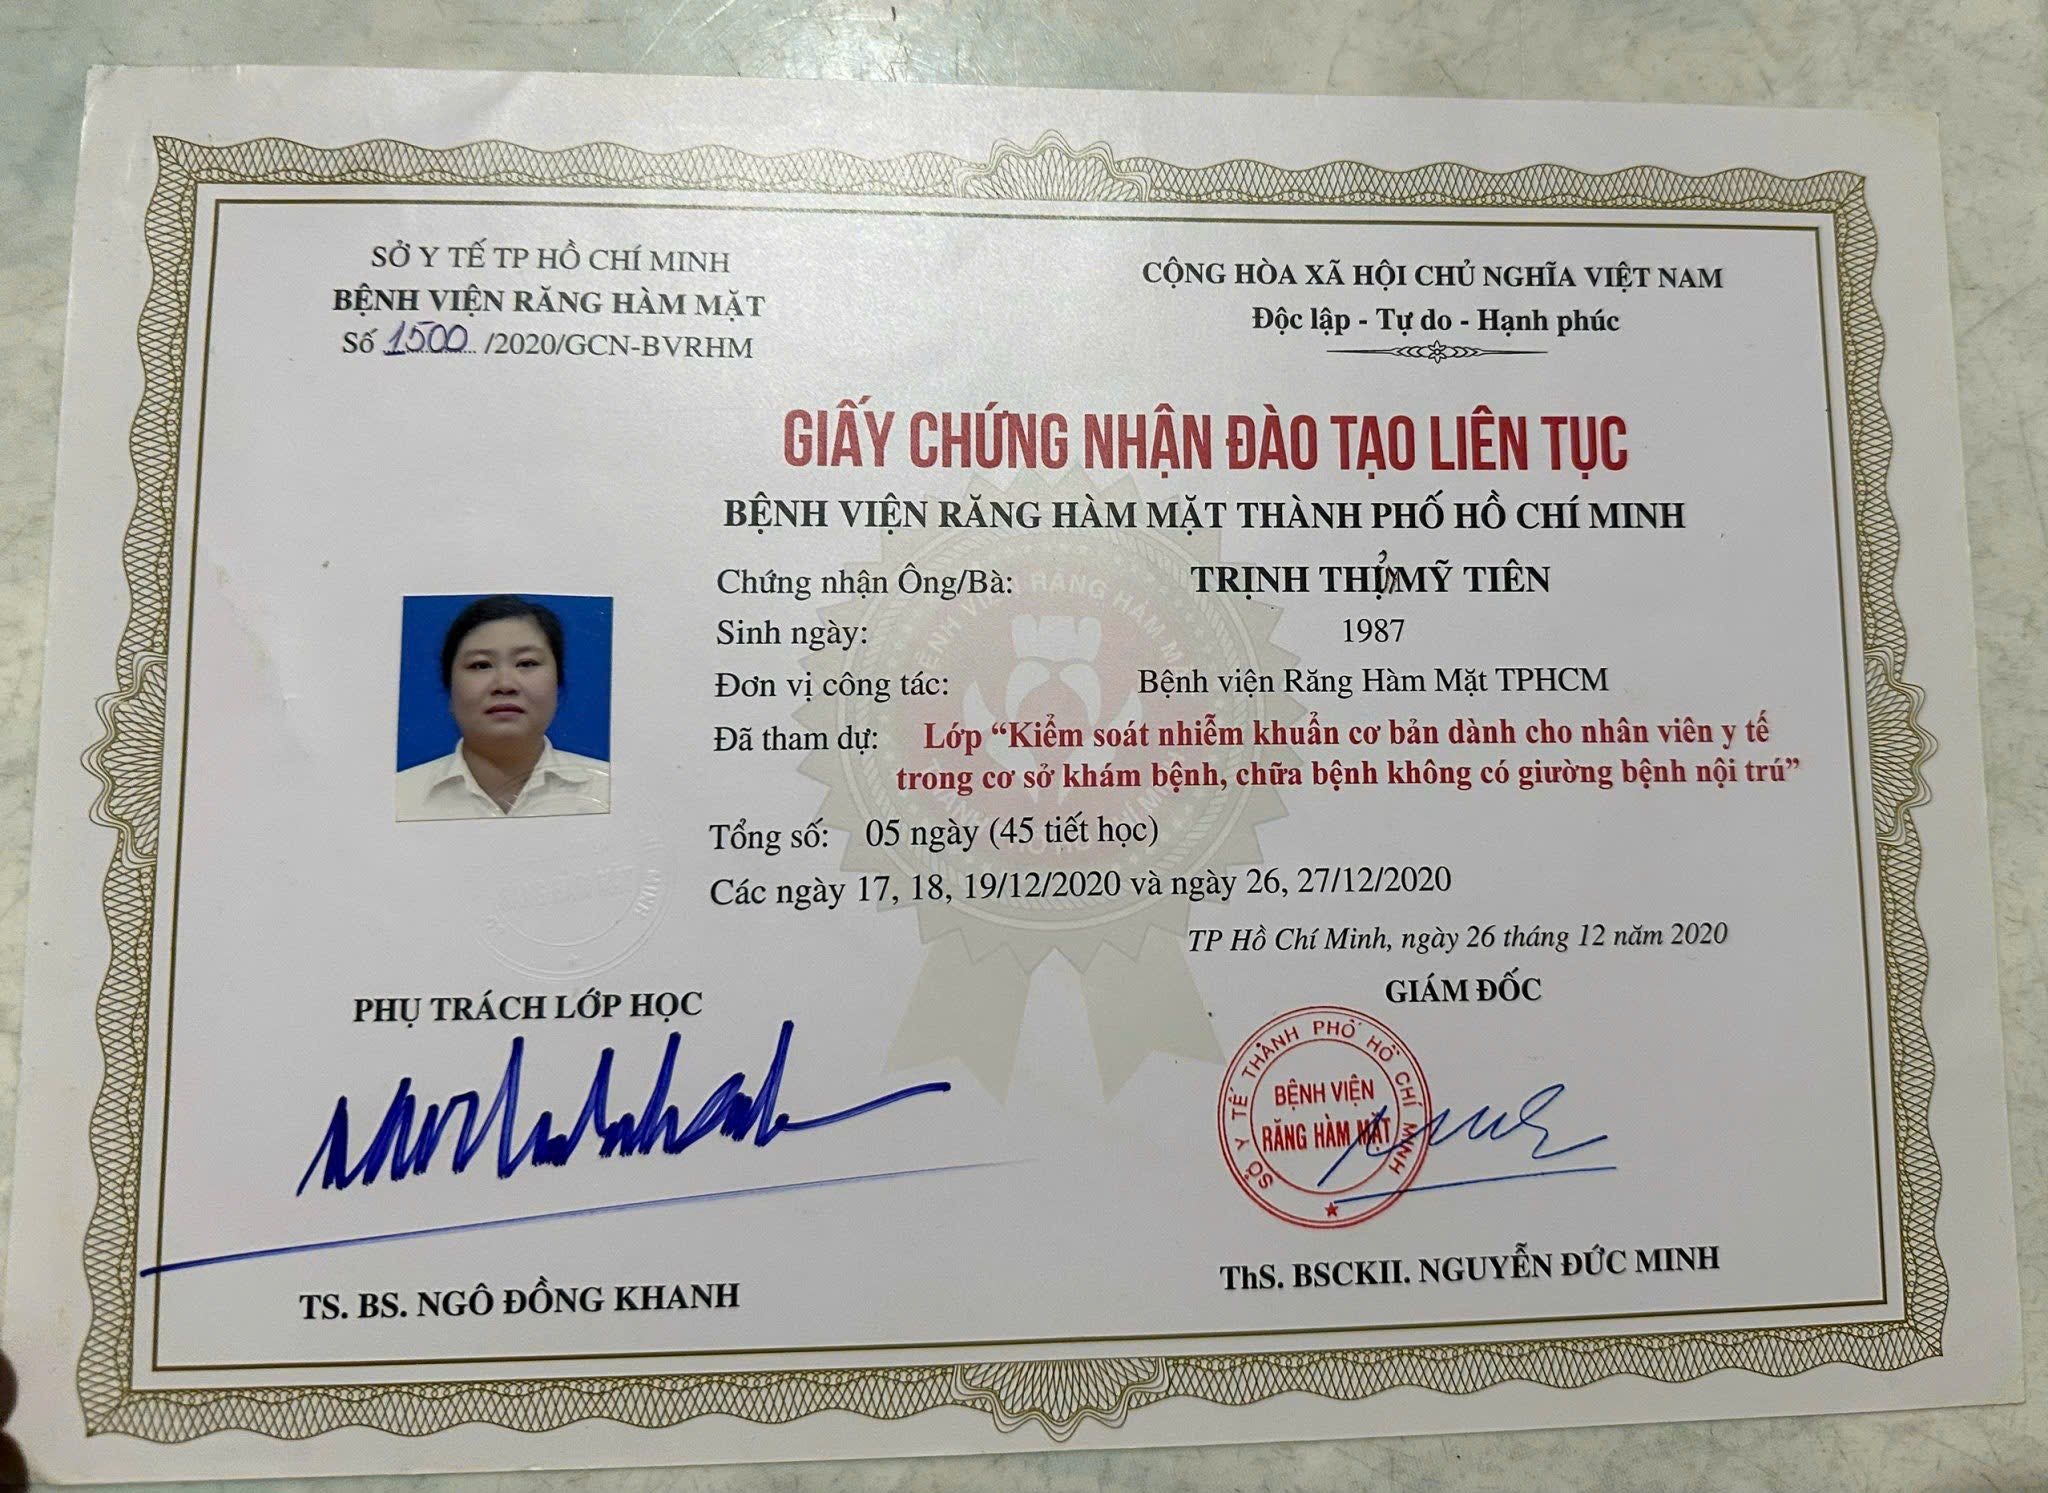 SỞ Y TẾ TP HỒ CHÍ MINH
BỆNH VIỆN RĂNG HÀM MẶT
Số 1500 /2020/GCN-BVRHM
CỘNG HÒA XÃ HỘI CHỦ NGHĨA VIỆT NAM
Độc lập - Tự do - Hạnh phúc
GIẤY CHỨNG NHẬN ĐÀO TẠO LIÊN TỤC
BỆNH VIỆN RĂNG HÀM MẶT THÀNH PHỐ HỒ CHÍ MINH
Chứng nhận Ông/Bà: TRỊNH MỸ TIÊN
Sinh ngày: 1987
Đơn vị công tác: Bệnh viện Răng Hàm Mặt TPHCM
Đã tham dự: Lớp “Kiểm soát nhiễm khuẩn cơ bản dành cho nhân viên y tế
trong cơ sở khám bệnh, chữa bệnh không có giường bệnh nội trú”
Tổng số: 05 ngày (45 tiết học)
Các ngày 17, 18, 19/12/2020 và ngày 26, 27/12/2020
TP Hồ Chí Minh, ngày 26 tháng 12 năm 2020
PHỤ TRÁCH LỚP HỌC
TS. BS. NGÔ ĐỒNG KHANH
GIÁM ĐỐC
SỞ Y TẾ THÀNH PHỐ HỒ CHÍ MINH
BỆNH VIỆN
RĂNG HÀM MẶT
ThS. BSCKII. NGUYỄN ĐỨC MINH